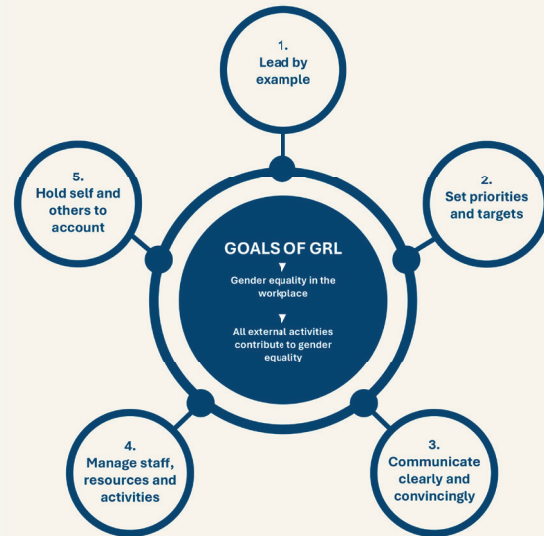 1.
Lead by
example
2.
Set priorities
and targets
3.
Communicate
clearly and
convincingly
4.
Manage staff,
resources and
activities
5.
Hold self and
others to
account
GOALS OF GRL
Gender equality in the
workplace
All external activities
contribute to gender
equality